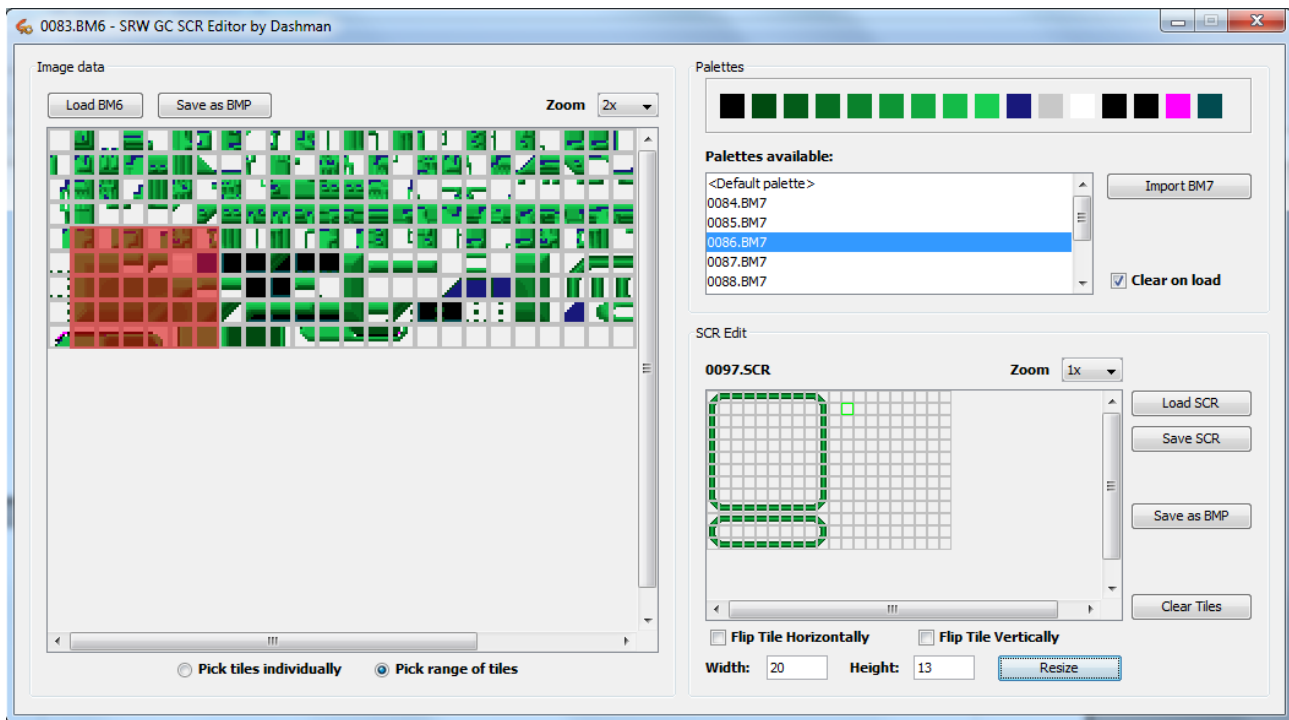 0083.BM6 - SRW GC SCR Editor by Dashman
Image data
Load BM6
Save as BMP
Zoom
2x
Pick tiles individually
Pick range of tiles
Palettes
Palettes available:
<Default palette>
0084.BM7
0085.BM7
0086.BM7
0087.BM7
0088.BM7
Import BM7
Clear on load
SCR Edit
0097.SCR
Zoom
1x
Load SCR
Save SCR
Save as BMP
Clear Tiles
Flip Tile Horizontally
Flip Tile Vertically
Width:
20
Height:
13
Resize